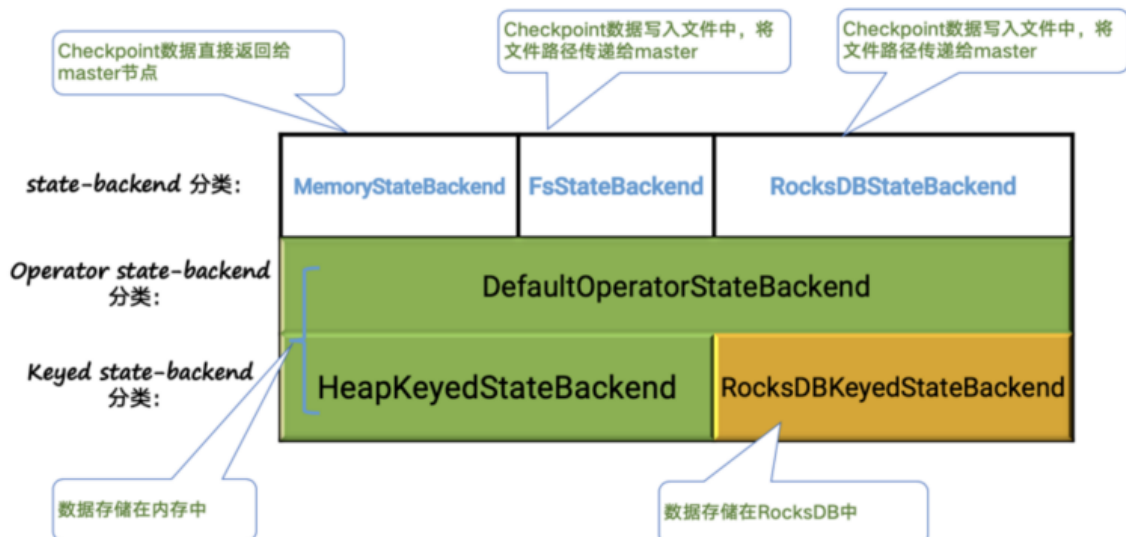 Checkpoint数据直接返回给
master节点
Checkpoint数据写入文件中，将
文件路径传递给master
Checkpoint数据写入文件中，将
文件路径传递给master
state-backend 分类：
MemoryStateBackend
FsStateBackend
RocksDBStateBackend
Operator state-backend
分类：
DefaultOperatorStateBackend
Keyed state-backend
分类：
HeapKeyedStateBackend
RocksDBKeyedStateBackend
数据存储在内存中
数据存储在RocksDB中